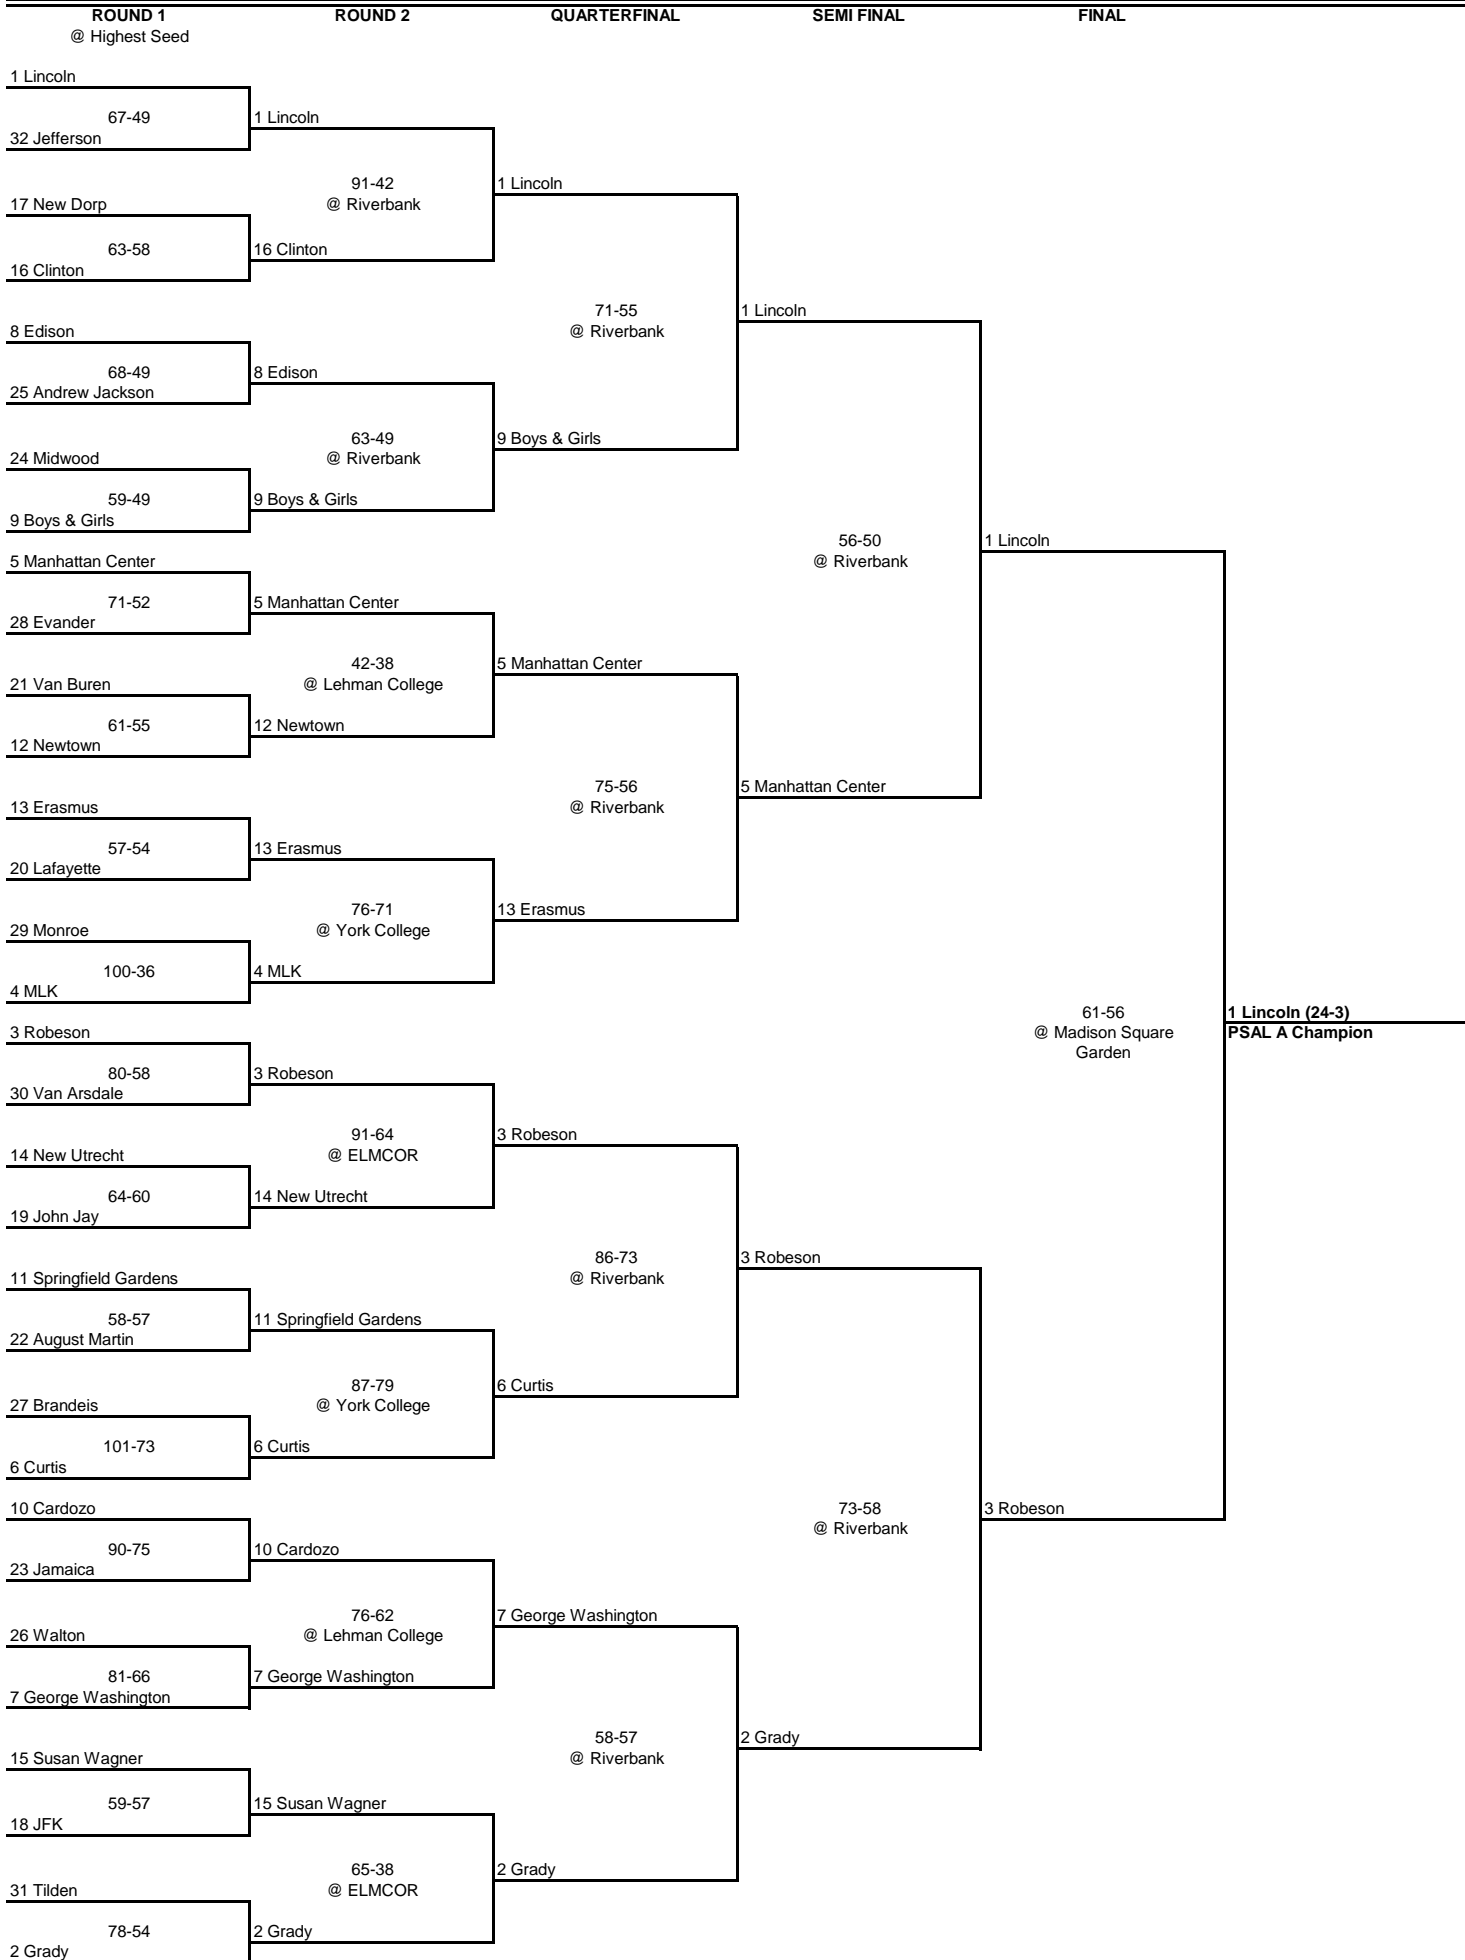 ROUND 1 ROUND 2 QUARTERFINAL SEMI FINAL FINAL
@ Highest Seed
1 Lincoln
67-49 1 Lincoln
32 Jefferson
91-42 1 Lincoln
17 New Dorp @ Riverbank
63-58 16 Clinton
16 Clinton
71-55 1 Lincoln
8 Edison @ Riverbank
68-49 8 Edison
25 Andrew Jackson
63-49 9 Boys & Girls
24 Midwood @ Riverbank
59-49 9 Boys & Girls
9 Boys & Girls
56-50 1 Lincoln
5 Manhattan Center @ Riverbank
71-52 5 Manhattan Center
28 Evander
42-38 5 Manhattan Center
21 Van Buren @ Lehman College
61-55 12 Newtown
12 Newtown
75-56 5 Manhattan Center
13 Erasmus @ Riverbank
57-54 13 Erasmus
20 Lafayette
76-71 13 Erasmus
29 Monroe @ York College
100-36 4 MLK
4 MLK
61-56 1 Lincoln (24-3)
3 Robeson @ Madison Square PSAL A Champion
Garden
80-58 3 Robeson
30 Van Arsdale
91-64 3 Robeson
14 New Utrecht @ ELMCOR
64-60 14 New Utrecht
19 John Jay
86-73 3 Robeson
11 Springfield Gardens @ Riverbank
58-57 11 Springfield Gardens
22 August Martin
87-79 6 Curtis
27 Brandeis @ York College
101-73 6 Curtis
6 Curtis
10 Cardozo 73-58 3 Robeson
@ Riverbank
90-75 10 Cardozo
23 Jamaica
76-62 7 George Washington
26 Walton @ Lehman College
81-66 7 George Washington
7 George Washington
58-57 2 Grady
15 Susan Wagner @ Riverbank
59-57 15 Susan Wagner
18 JFK
65-38 2 Grady
31 Tilden @ ELMCOR
78-54 2 Grady
2 Grady